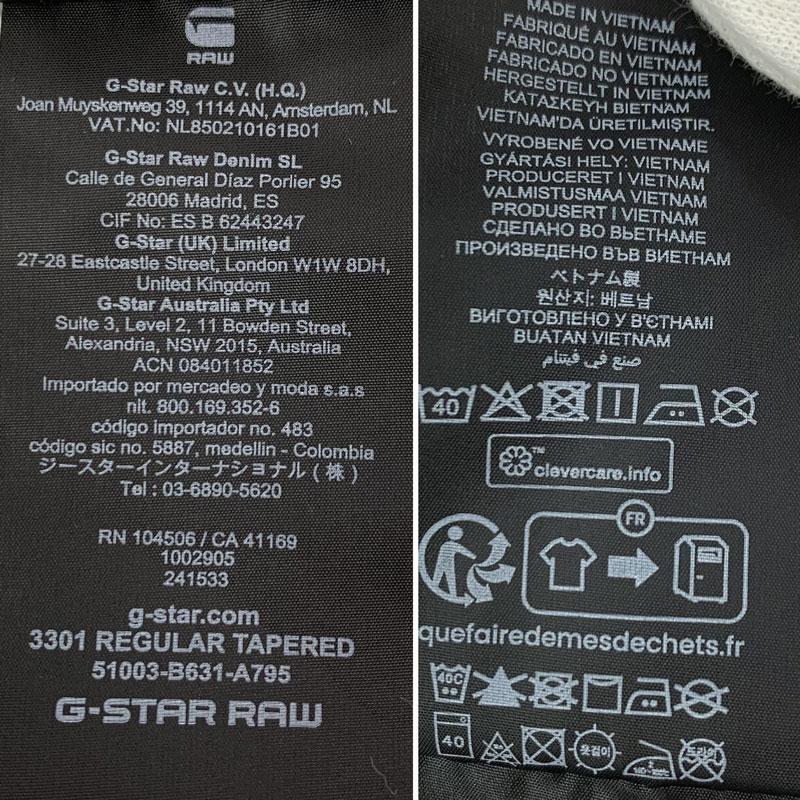 RAW
G-Star Raw C.V. (H.Q.)
Joan Muyskenweg 39, 1114 AN, Amsterdam, NL
VAT.No: NL850210161B01
G-Star Raw Denim SL
Calle de General Díaz Porlier 95
28006 Madrid, ES
CIF No: ES B 62443247
G-Star (UK) Limited
27-28 Eastcastle Street, London W1W 8DH,
United Kingdom
G-Star Australia Pty Ltd
Suite 3, Level 2, 11 Bowden Street,
Alexandria, NSW 2015, Australia
ACN 084011852
Importado por mercadeo y moda s.a.s
nit. 800.169.352-6
código importador no. 483
código sic no. 5887, medellin - Colombia
ジースターインターナショナル(株)
Tel : 03-6890-5620
RN 104506 / CA 41169
1002905
241533
g-star.com
3301 REGULAR TAPERED
51003-B631-A795
G-STAR RAW
MADE IN VIETNAM
FABRIQUÉ AU VIETNAM
FABRICADO EN VIETNAM
FABRICADO NO VIETNAME
HERGESTELLT IN VIETNAM
ΚΑΤΑΣΚΕΥΗ ΒΙΕΤΝΑΜ
VIETNAM'DA ÜRETILMIŞTIR.
VYROBENÉ VO VIETNAME
GYÁRTÁSI HELY: VIETNAM
PRODUCERET I VIETNAM
VALMISTUSMAA VIETNAM
PRODUSERT I VIETNAM
СДЕЛАНО ВО ВЬЕТНАМЕ
ПРОИЗВЕДЕНО ВЪВ ВИЕТНАМ
ベトナム製
원산지: 베트남
ВИГОТОВЛЕНО У В'ЄТНАМІ
BUATAN VIETNAM
صنع في فيتنام
40
clevercare.info
TM
FR
quefairedemesdechets.fr
40C
40
옷걸이
드라이